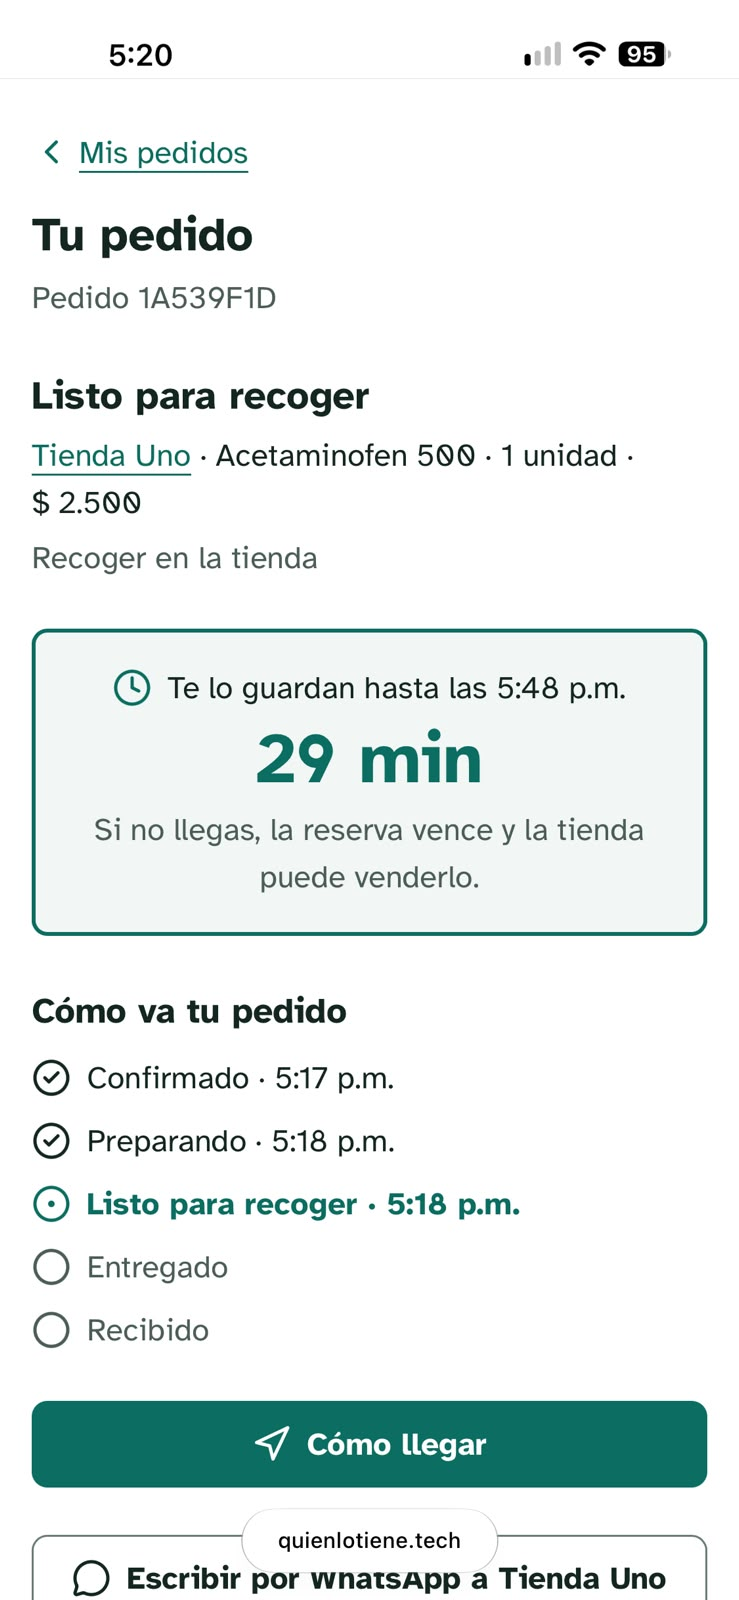 5:20
95
Mis pedidos
Tu pedido
Pedido 1A539F1D
Listo para recoger
Tienda Uno · Acetaminofen 500 · 1 unidad ·
$ 2.500
Recoger en la tienda
Te lo guardan hasta las 5:48 p.m.
29 min
Si no llegas, la reserva vence y la tienda
puede venderlo.
Cómo va tu pedido
Confirmado · 5:17 p.m.
Preparando · 5:18 p.m.
Listo para recoger · 5:18 p.m.
Entregado
Recibido
Cómo llegar
quienlotiene.tech
Escribir por WhatsApp a Tienda Uno